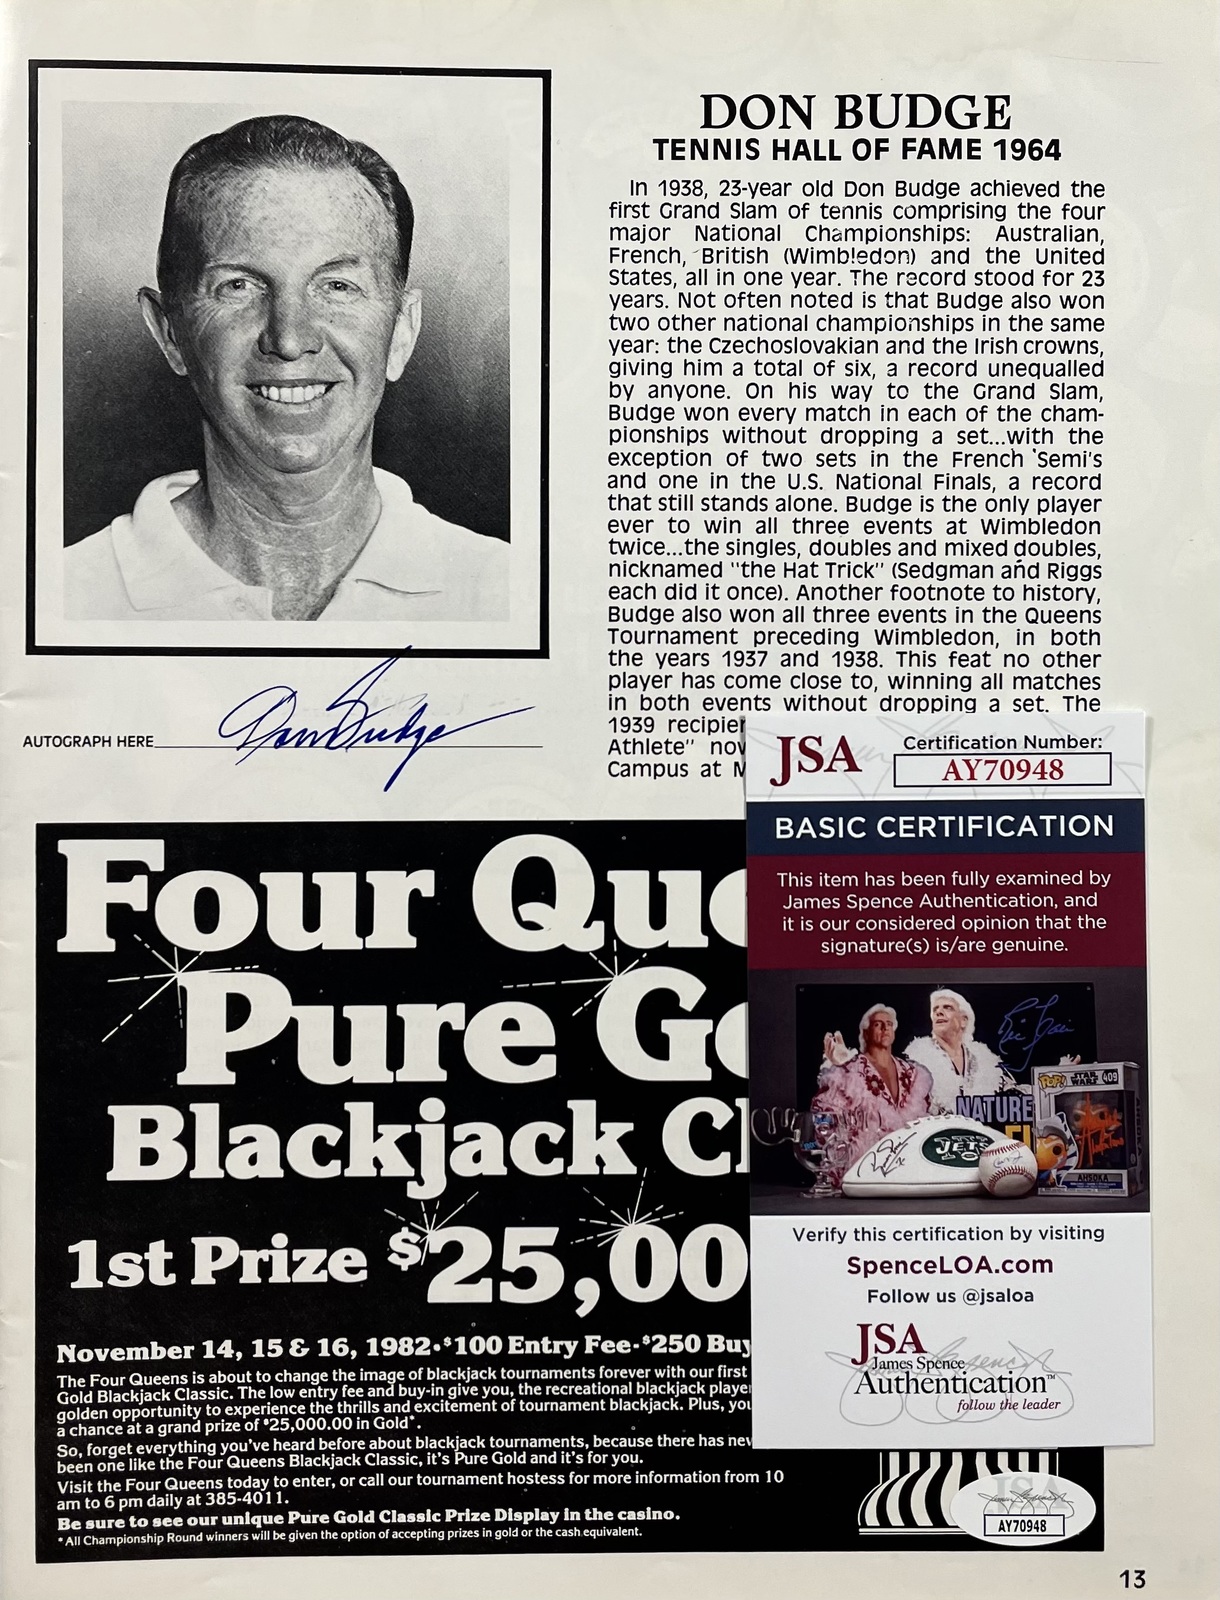 DON BUDGE
TENNIS HALL OF FAME 1964
In 1938, 23-year old Don Budge achieved the
first Grand Slam of tennis comprising the four
major National Championships: Australian,
French, British (Wimbledon) and the United
States, all in one year. The record stood for 23
years. Not often noted is that Budge also won
two other national championships in the same
year: the Czechoslovakian and the Irish crowns,
giving him a total of six, a record unequalled
by anyone. On his way to the Grand Slam,
Budge won every match in each of the cham-
pionships without dropping a set...with the
exception of two sets in the French Semi's
and one in the U.S. National Finals, a record
that still stands alone. Budge is the only player
ever to win all three events at Wimbledon
twice...the singles, doubles and mixed doubles,
nicknamed "the Hat Trick" (Sedgman and Riggs
each did it once). Another footnote to history,
Budge also won all three events in the Queens
Tournament preceding Wimbledon, in both
the years 1937 and 1938. This feat no other
player has come close to, winning all matches
in both events without dropping a set. The
1939 recipier
Athlete" nov
Campus at M
Don Budge
AUTOGRAPH HERE
Four Que
Pure Go
Blackjack Cl
1st Prize $25,00
November 14, 15 & 16, 1982•$100 Entry Fee-$250 Buy
The Four Queens is about to change the image of blackjack tournaments forever with our first
Gold Blackjack Classic. The low entry fee and buy-in give you, the recreational blackjack playe
golden opportunity to experience the thrills and excitement of tournament blackjack. Plus, you
a chance at a grand prize of $25,000.00 in Gold*.
So, forget everything you've heard before about blackjack tournaments, because there has nev
been one like the Four Queens Blackjack Classic, it's Pure Gold and it's for you.
Visit the Four Queens today to enter, or call our tournament hostess for more information from 10
am to 6 pm daily at 385-4011.
Be sure to see our unique Pure Gold Classic Prize Display in the casino.
*All Championship Round winners will be given the option of accepting prizes in gold or the cash equivalent.
JSA
Certification Number:
AY70948
BASIC CERTIFICATION
This item has been fully examined by
James Spence Authentication, and
it is our considered opinion that the
signature(s) is/are genuine.
Ric Flair
NATURE
POP!
STAR WARS
409
JETS
AHSOKA
Verify this certification by visiting
SpenceLOA.com
Follow us @jsaloa
JSA
James Spence
Authentication™
follow the leader
JSA
AY70948
13